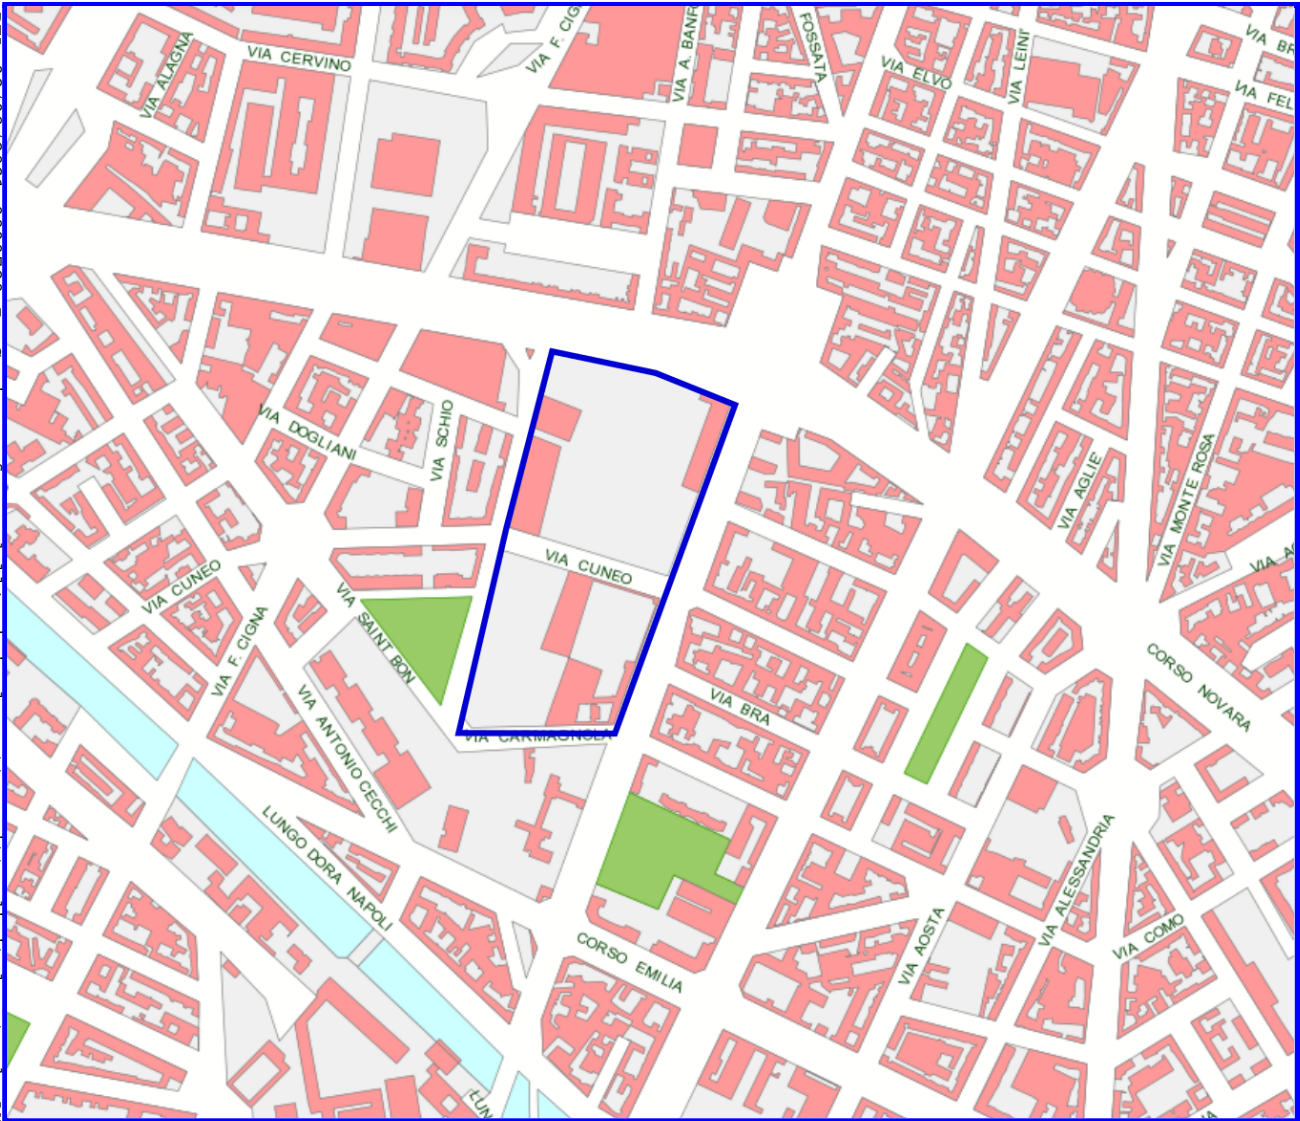 VIA ALAGNA
VIA CERVINO
VIA F. CIG
VIA A. BANF
FOSSATA
VIA ELVO
VIA LEINI'
VIA BR
VIA FEL
VIA DOGLIANI
VIA SCHIO
VIA AGLIE'
VIA MONTE ROSA
VIA CUNEO
VIA CUNEO
VIA SAINT BON
VIA F. CIGNA
VIA ANTONIO CECCHI
VIA CARMAGNOLA
VIA BRA
CORSO NOVARA
LUNGO DORA NAPOLI
VIA ALESSANDRIA
VIA AOSTA
VIA COMO
CORSO EMILIA
LUN